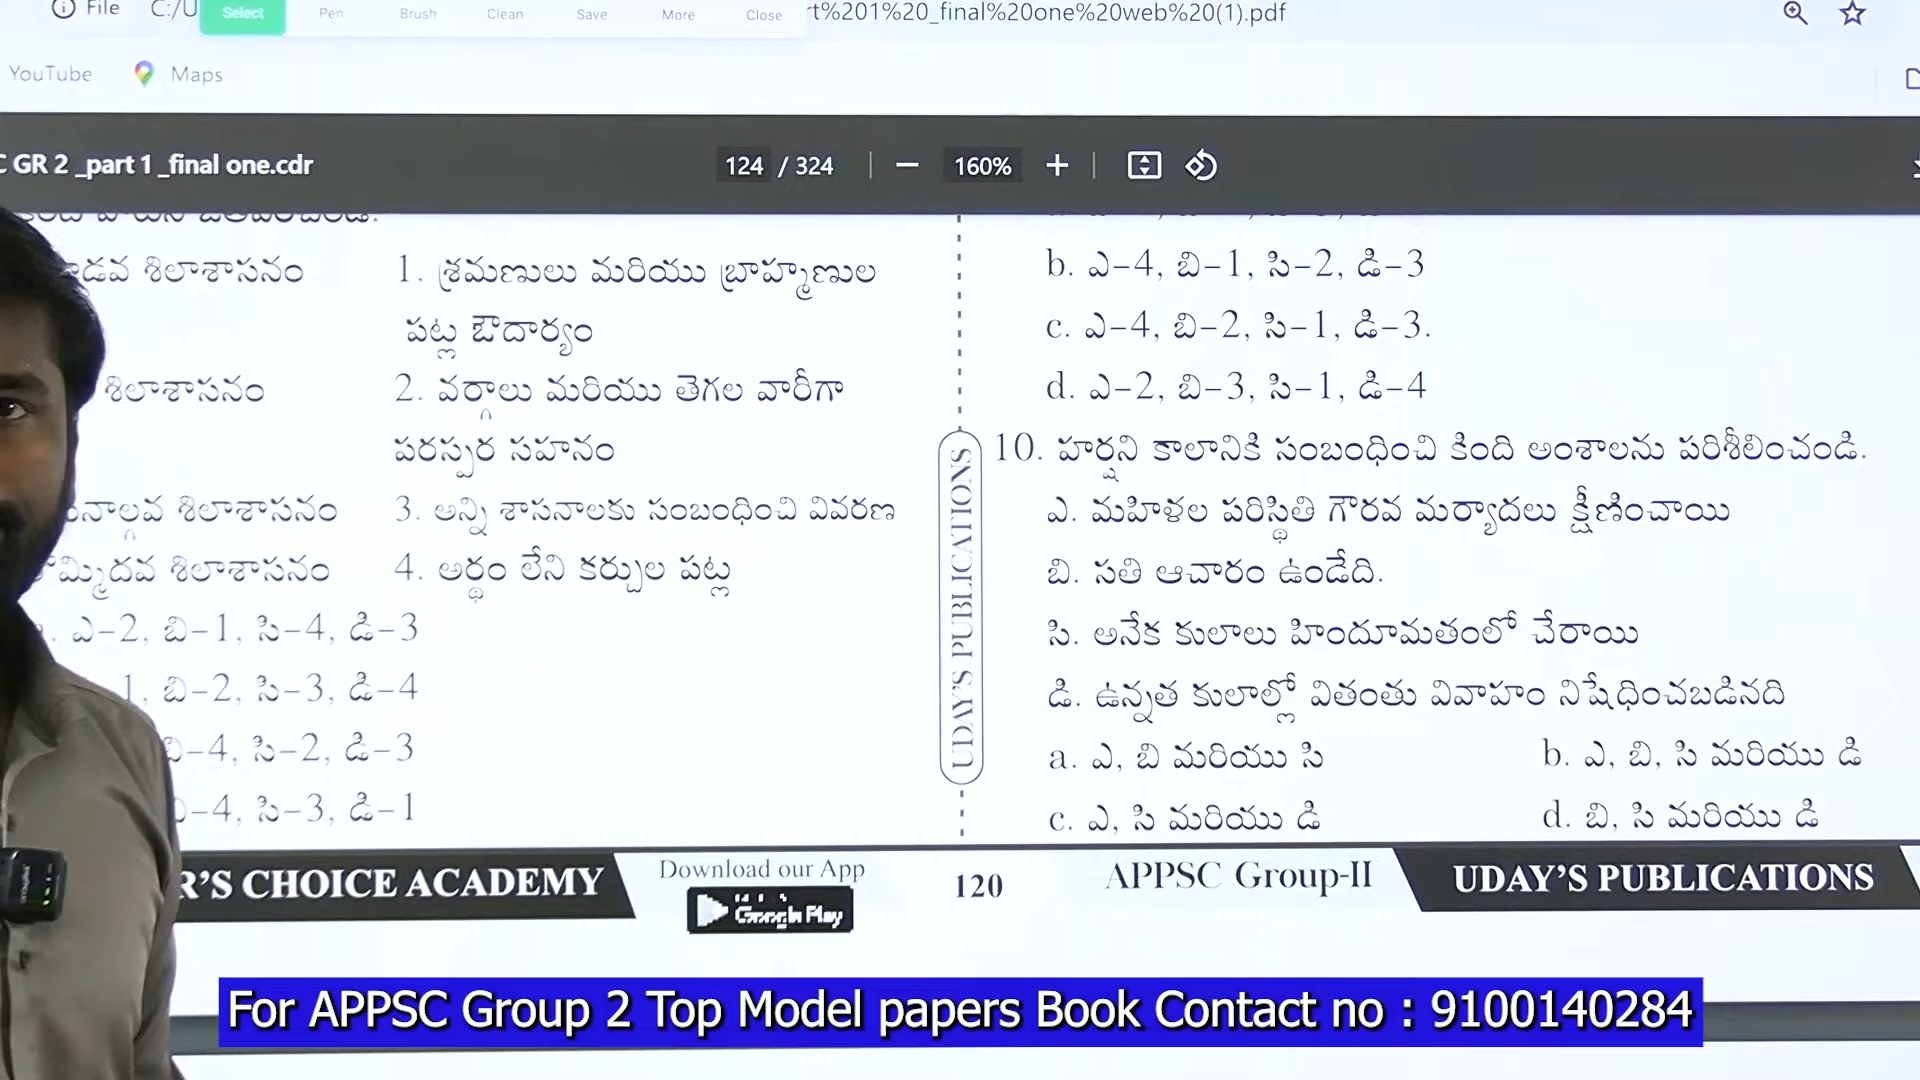 File C:/U Select Pen Brush Clean Save More Close t%201%20_final%20one%20web%20(1).pdf
YouTube Maps
C GR 2 _part 1 _final one.cdr 124 / 324 — 160% +
శిలాశాసనం 1. శ్రమణులు మరియు బ్రాహ్మణుల
పట్ల ఔదార్యం
శిలాశాసనం 2. వర్గాలు మరియు తెగల వారీగా
పరస్పర సహనం
శిలాశాసనం 3. అన్ని శాసనాలకు సంబంధించి వివరణ
శిలాశాసనం 4. అర్థం లేని కర్చుల పట్ల
ఎ-2, బి-1, సి-4, డి-3
1, బి-2, సి-3, డి-4
బి-4, సి-2, డి-3
-4, సి-3, డి-1
UDAY'S PUBLICATIONS
b. ఎ-4, బి-1, సి-2, డి-3
c. ఎ-4, బి-2, సి-1, డి-3.
d. ఎ-2, బి-3, సి-1, డి-4
10. హర్షని కాలానికి సంబంధించి కింది అంశాలను పరిశీలించండి.
ఎ. మహిళల పరిస్థితి గౌరవ మర్యాదలు క్షీణించాయి
బి. సతి ఆచారం ఉండేది.
సి. అనేక కులాలు హిందూమతంలో చేరాయి
డి. ఉన్నత కులాల్లో వితంతు వివాహం నిషేధించబడినది
a. ఎ, బి మరియు సి b. ఎ, బి, సి మరియు డి
c. ఎ, సి మరియు డి d. బి, సి మరియు డి
R'S CHOICE ACADEMY Download our App 120 APPSC Group-II UDAY'S PUBLICATIONS
Google Play
For APPSC Group 2 Top Model papers Book Contact no : 9100140284